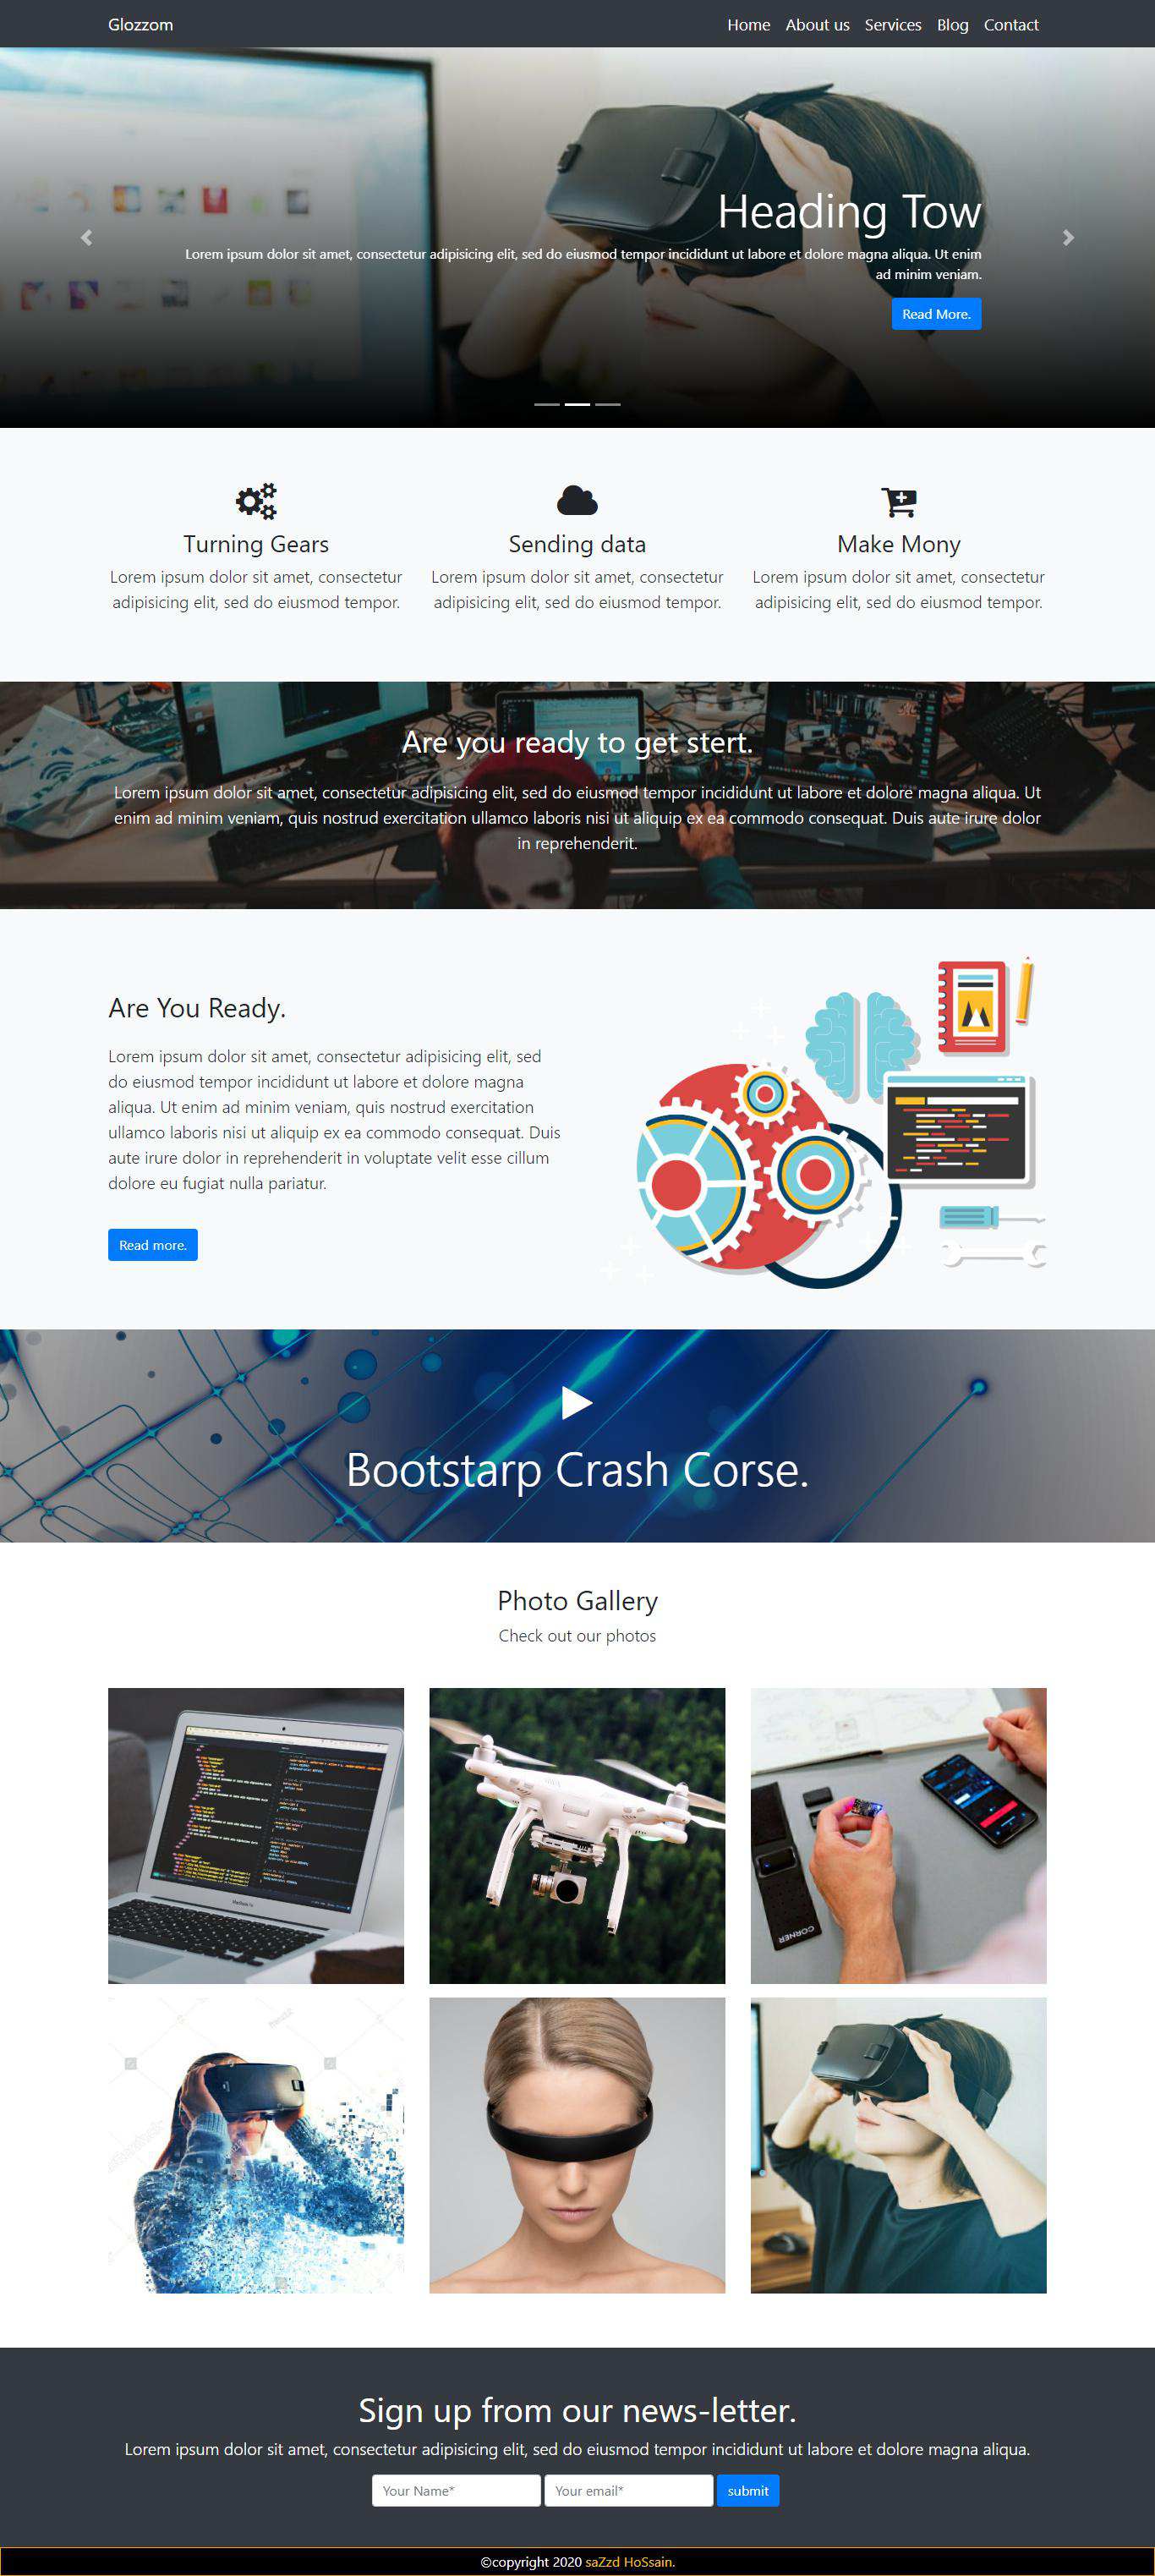 Glozzom
Home About us Services Blog Contact
Heading Tow
Lorem ipsum dolor sit amet, consectetur adipisicing elit, sed do eiusmod tempor incididunt ut labore et dolore magna aliqua. Ut enim
ad minim veniam.
Read More.
Turning Gears
Lorem ipsum dolor sit amet, consectetur
adipisicing elit, sed do eiusmod tempor.
Sending data
Lorem ipsum dolor sit amet, consectetur
adipisicing elit, sed do eiusmod tempor.
Make Mony
Lorem ipsum dolor sit amet, consectetur
adipisicing elit, sed do eiusmod tempor.
Are you ready to get start.
Lorem ipsum dolor sit amet, consectetur adipisicing elit, sed do eiusmod tempor incididunt ut labore et dolore magna aliqua. Ut
enim ad minim veniam, quis nostrud exercitation ullamco laboris nisi ut aliquip ex ea commodo consequat. Duis aute irure dolor
in reprehenderit.
Are You Ready.
Lorem ipsum dolor sit amet, consectetur adipisicing elit, sed
do eiusmod tempor incididunt ut labore et dolore magna
aliqua. Ut enim ad minim veniam, quis nostrud exercitation
ullamco laboris nisi ut aliquip ex ea commodo consequat. Duis
aute irure dolor in reprehenderit in voluptate velit esse cillum
dolore eu fugiat nulla pariatur.
Read more.
Bootstarp Crash Corse.
Photo Gallery
Check out our photos
CORNER
Sign up from our news-letter.
Lorem ipsum dolor sit amet, consectetur adipisicing elit, sed do eiusmod tempor incididunt ut labore et dolore magna aliqua.
Your Name*
Your email*
submit
©copyright 2020 saZzd HoSsain.